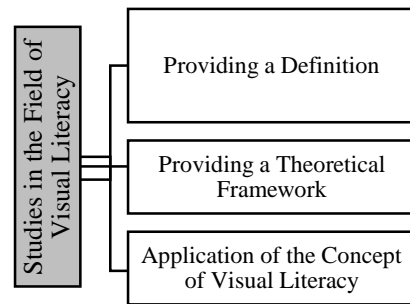 Studies in the Field of
Visual Literacy
Providing a Definition
Providing a Theoretical
Framework
Application of the Concept
of Visual Literacy